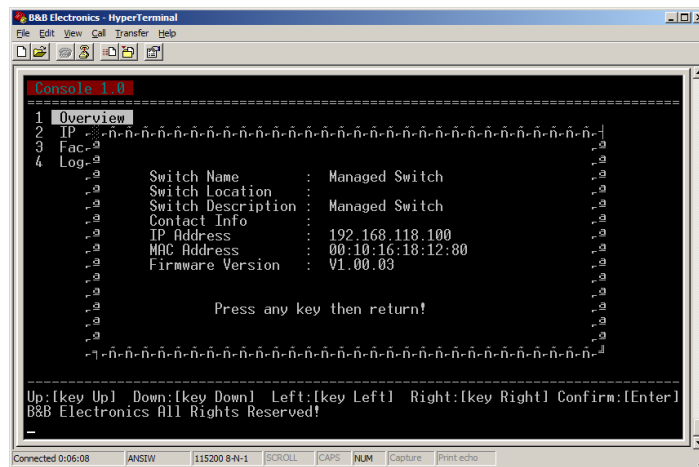 B&B Electronics - HyperTerminal
File Edit View Call Transfer Help
Console 1.0
1 Overview
2 IP
3 Fac
4 Log
Switch Name : Managed Switch
Switch Location :
Switch Description : Managed Switch
Contact Info :
IP Address : 192.168.118.100
MAC Address : 00:10:16:18:12:80
Firmware Version : V1.00.03
Press any key then return!
Up:[key Up] Down:[key Down] Left:[key Left] Right:[key Right] Confirm:[Enter]
B&B Electronics All Rights Reserved!
Connected 0:06:08 ANSIW 115200 8-N-1 SCROLL CAPS NUM Capture Print echo